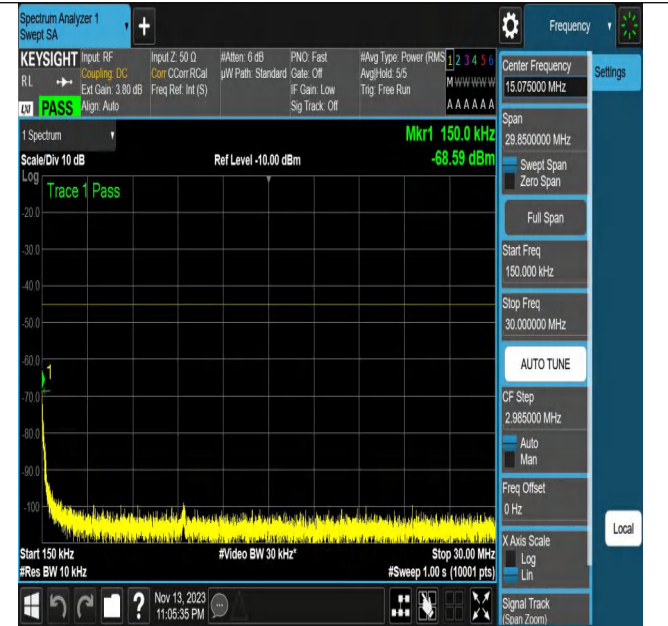 Spectrum Analyzer 1
Swept SA
+
Frequency
KEYSIGHT
RL
LXI PASS
Input: RF
Coupling: DC
Ext Gain: 3.80 dB
Align: Auto
Input Z: 50 Ω
Corr CCorr RCal
Freq Ref: Int (S)
#Atten: 6 dB
µW Path: Standard
PNO: Fast
Gate: Off
IF Gain: Low
Sig Track: Off
#Avg Type: Power (RMS
Avg|Hold: 5/5
Trig: Free Run
1 2 3 4 5 6
M W W W W W
A A A A A A
1 Spectrum
Mkr1 150.0 kHz
Scale/Div 10 dB
Ref Level -10.00 dBm
-68.59 dBm
Log
Trace 1 Pass
-20.0
-30.0
-40.0
-50.0
-60.0
1
-70.0
-80.0
-90.0
-100
Start 150 kHz
#Video BW 30 kHz*
Stop 30.00 MHz
#Res BW 10 kHz
#Sweep 1.00 s (10001 pts)
Nov 13, 2023
11:05:35 PM
?
Center Frequency
15.075000 MHz
Settings
Span
29.8500000 MHz
Swept Span
Zero Span
Full Span
Start Freq
150.000 kHz
Stop Freq
30.000000 MHz
AUTO TUNE
CF Step
2.985000 MHz
Auto
Man
Freq Offset
0 Hz
X Axis Scale
Log
Lin
Local
Signal Track
(Span Zoom)